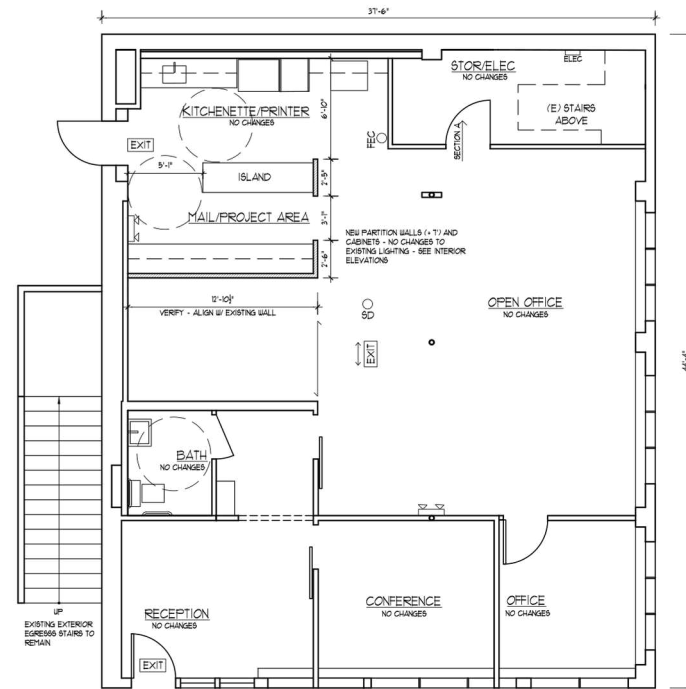 37'-6"
STOR/ELEC
NO CHANGES
ELEC
(E) STAIRS
ABOVE
KITCHENETTE/PRINTER
NO CHANGES
6'-10"
FEC
SECTION A
EXIT
5'-1"
ISLAND
2'-5"
MAIL/PROJECT AREA
3'-1"
2'-6"
NEW PARTITION WALLS (+ 7') AND
CABINETS - NO CHANGES TO
EXISTING LIGHTING - SEE INTERIOR
ELEVATIONS
12'-10½"
VERIFY - ALIGN W/ EXISTING WALL
SD
OPEN OFFICE
NO CHANGES
EXIT
44'-4"
BATH
NO CHANGES
UP
EXISTING EXTERIOR
EGRESSS STAIRS TO
REMAIN
RECEPTION
NO CHANGES
CONFERENCE
NO CHANGES
OFFICE
NO CHANGES
EXIT